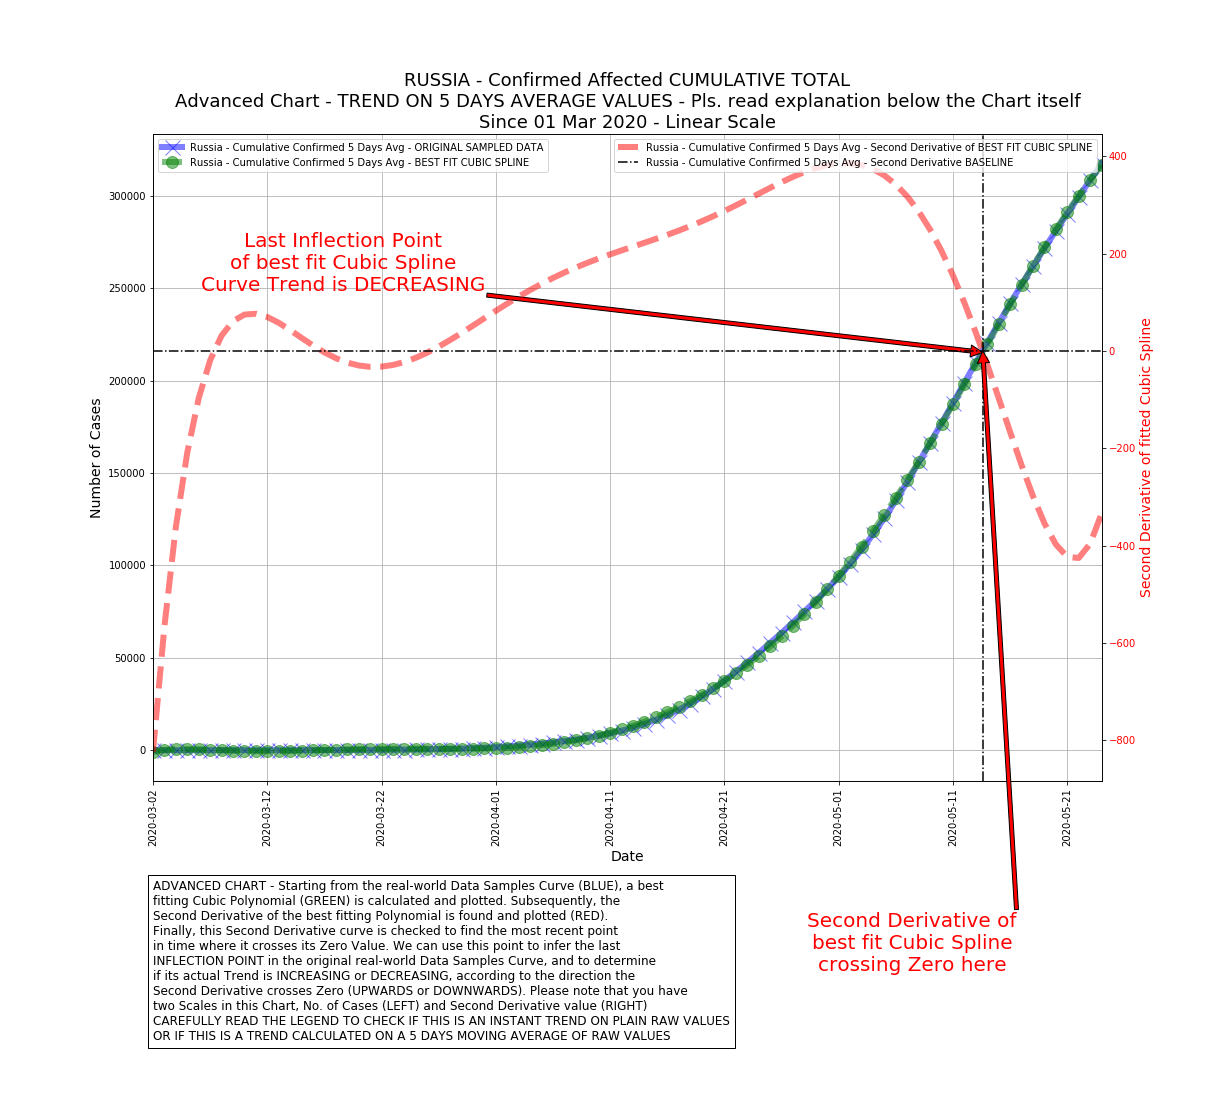 RUSSIA - Confirmed Affected CUMULATIVE TOTAL
Advanced Chart - TREND ON 5 DAYS AVERAGE VALUES - Pls. read explanation below the Chart itself
Since 01 Mar 2020 - Linear Scale
Russia - Cumulative Confirmed 5 Days Avg - ORIGINAL SAMPLED DATA
Russia - Cumulative Confirmed 5 Days Avg - BEST FIT CUBIC SPLINE
Russia - Cumulative Confirmed 5 Days Avg - Second Derivative of BEST FIT CUBIC SPLINE
Russia - Cumulative Confirmed 5 Days Avg - Second Derivative BASELINE
Last Inflection Point
of best fit Cubic Spline
Curve Trend is DECREASING
Number of Cases
300000
250000
200000
150000
100000
50000
0
400
200
0
−200
−400
−600
−800
Second Derivative of fitted Cubic Spline
2020-03-02
2020-03-12
2020-03-22
2020-04-01
2020-04-11
2020-04-21
2020-05-01
2020-05-11
2020-05-21
Date
ADVANCED CHART - Starting from the real-world Data Samples Curve (BLUE), a best
fitting Cubic Polynomial (GREEN) is calculated and plotted. Subsequently, the
Second Derivative of the best fitting Polynomial is found and plotted (RED).
Finally, this Second Derivative curve is checked to find the most recent point
in time where it crosses its Zero Value. We can use this point to infer the last
INFLECTION POINT in the original real-world Data Samples Curve, and to determine
if its actual Trend is INCREASING or DECREASING, according to the direction the
Second Derivative crosses Zero (UPWARDS or DOWNWARDS). Please note that you have
two Scales in this Chart, No. of Cases (LEFT) and Second Derivative value (RIGHT)
CAREFULLY READ THE LEGEND TO CHECK IF THIS IS AN INSTANT TREND ON PLAIN RAW VALUES
OR IF THIS IS A TREND CALCULATED ON A 5 DAYS MOVING AVERAGE OF RAW VALUES
Second Derivative of
best fit Cubic Spline
crossing Zero here